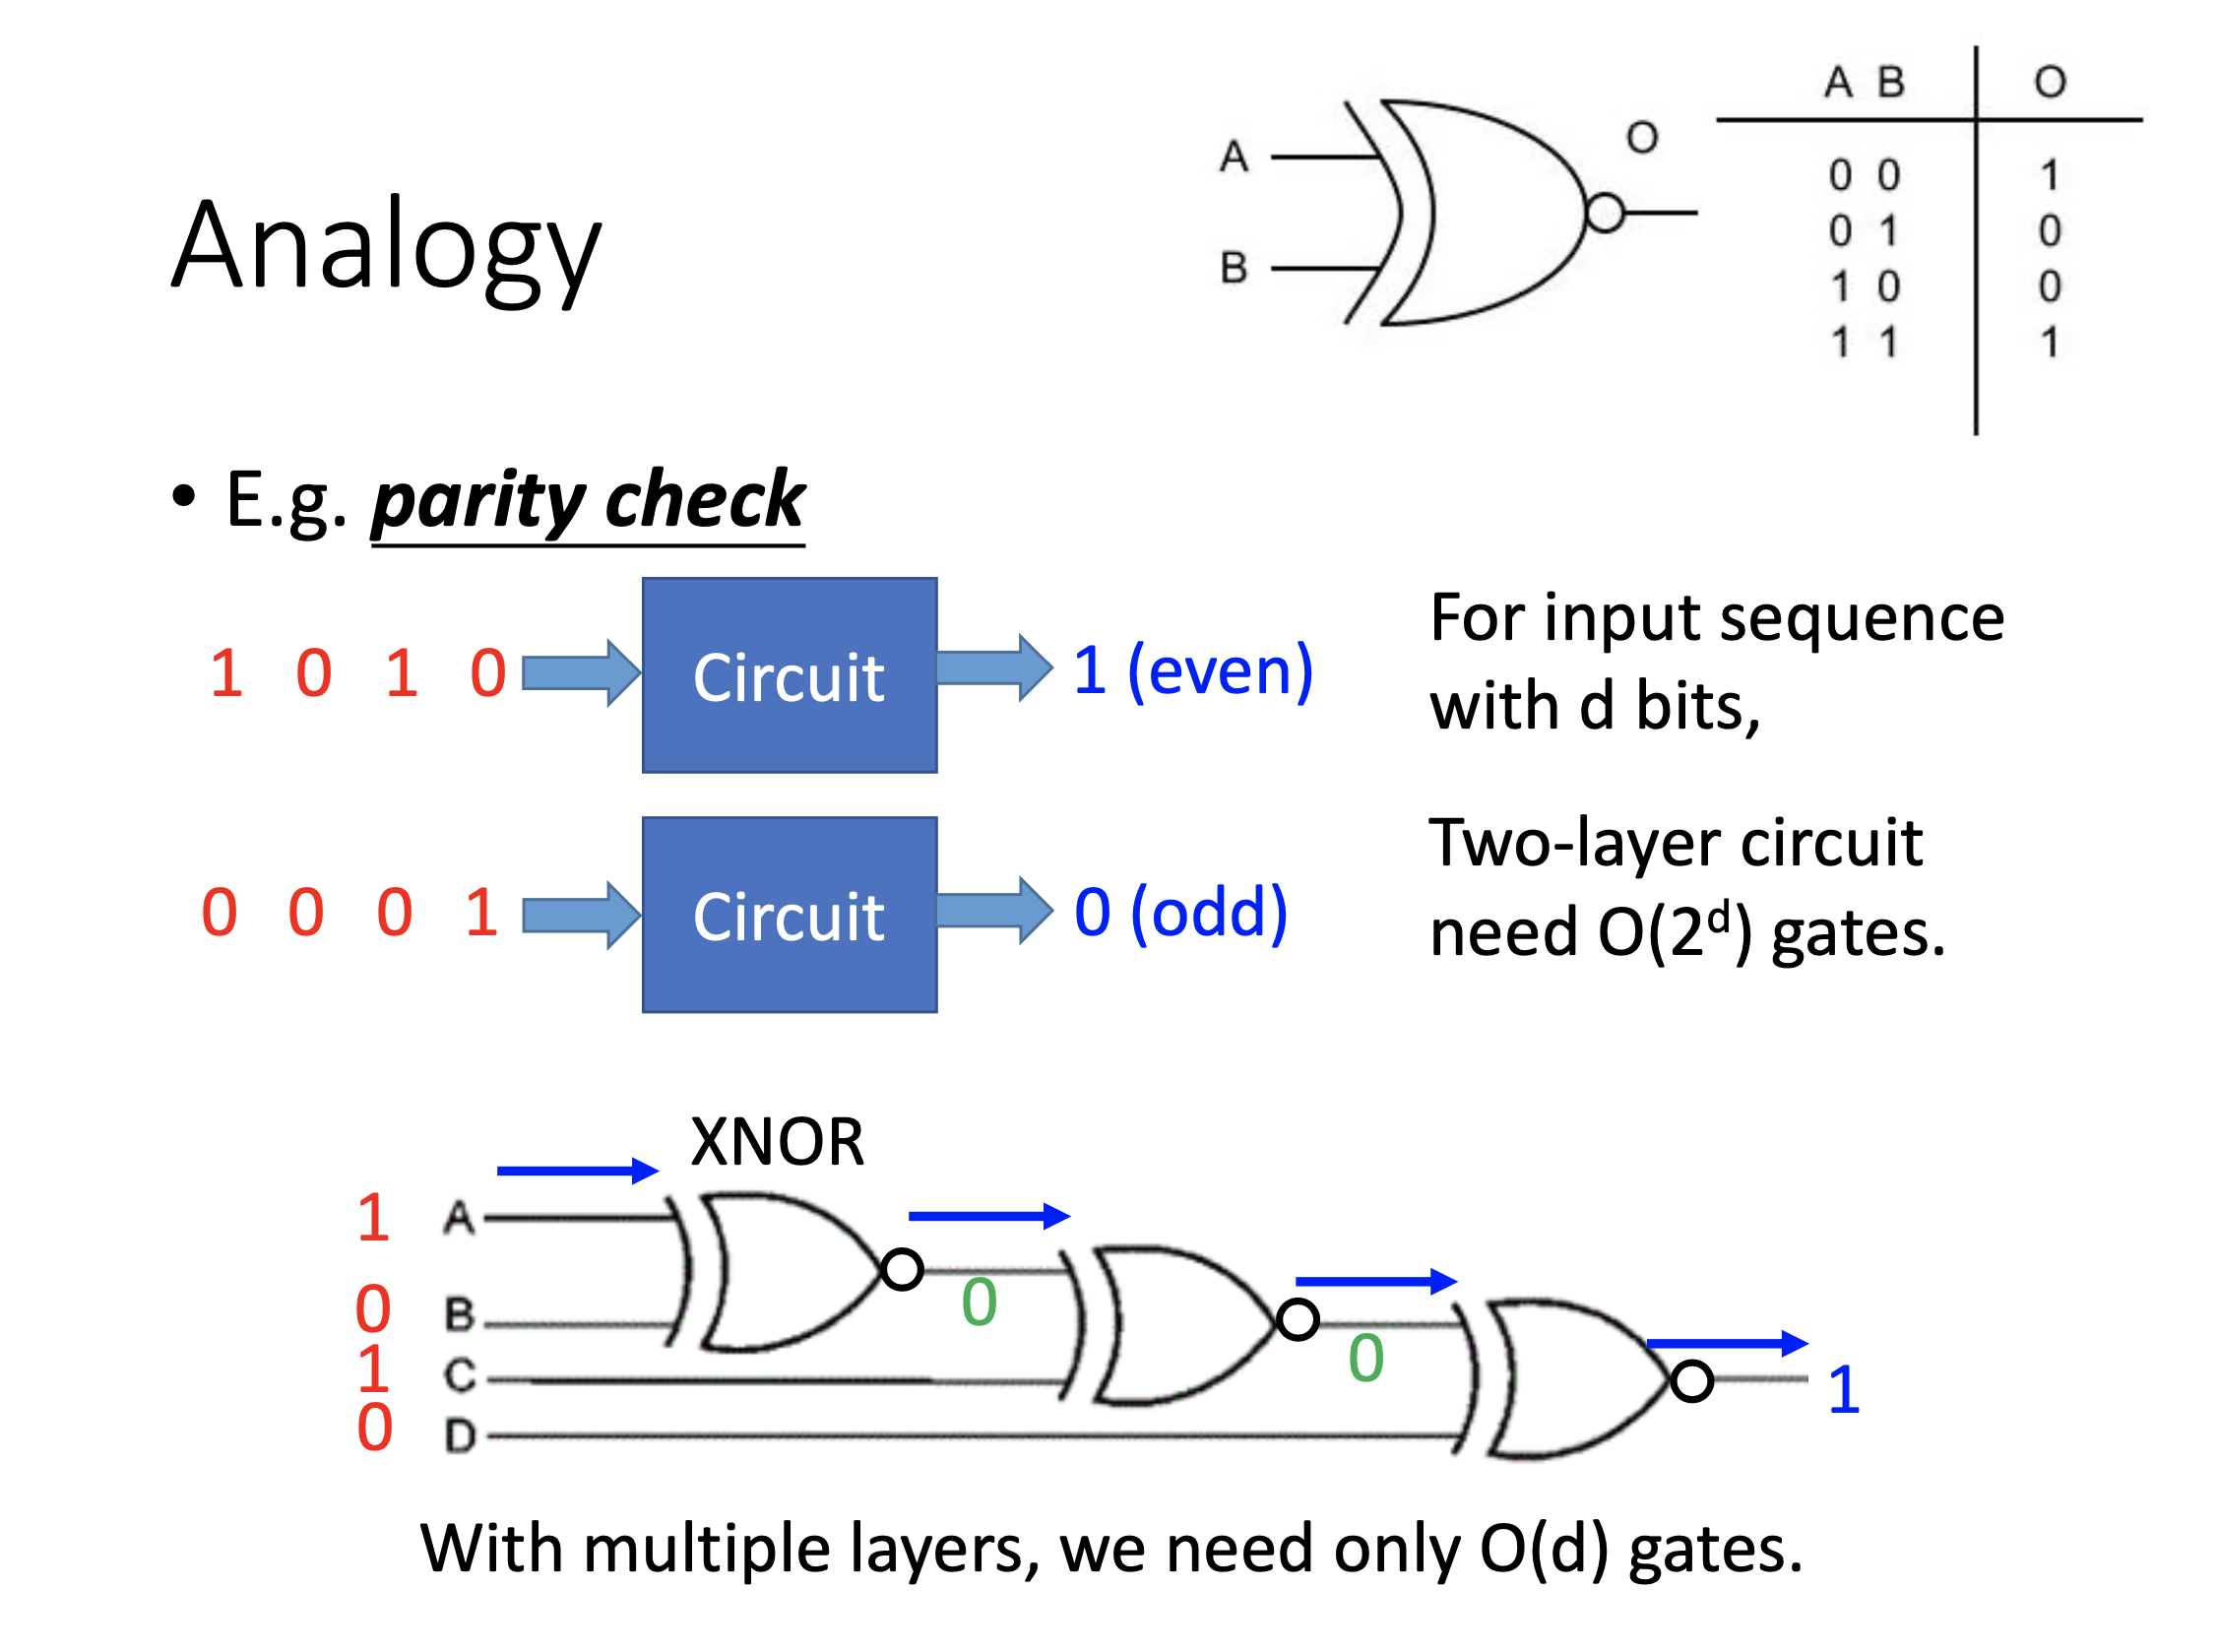 Analogy
A
B
O
A B O
0 0 1
0 1 0
1 0 0
1 1 1
• E.g. parity check
1 0 1 0 Circuit 1 (even)
0 0 0 1 Circuit 0 (odd)
For input sequence
with d bits,
Two-layer circuit
need O(2ᵈ) gates.
XNOR
1 A
0 B
1 C
0 D
0
0
1
With multiple layers, we need only O(d) gates.